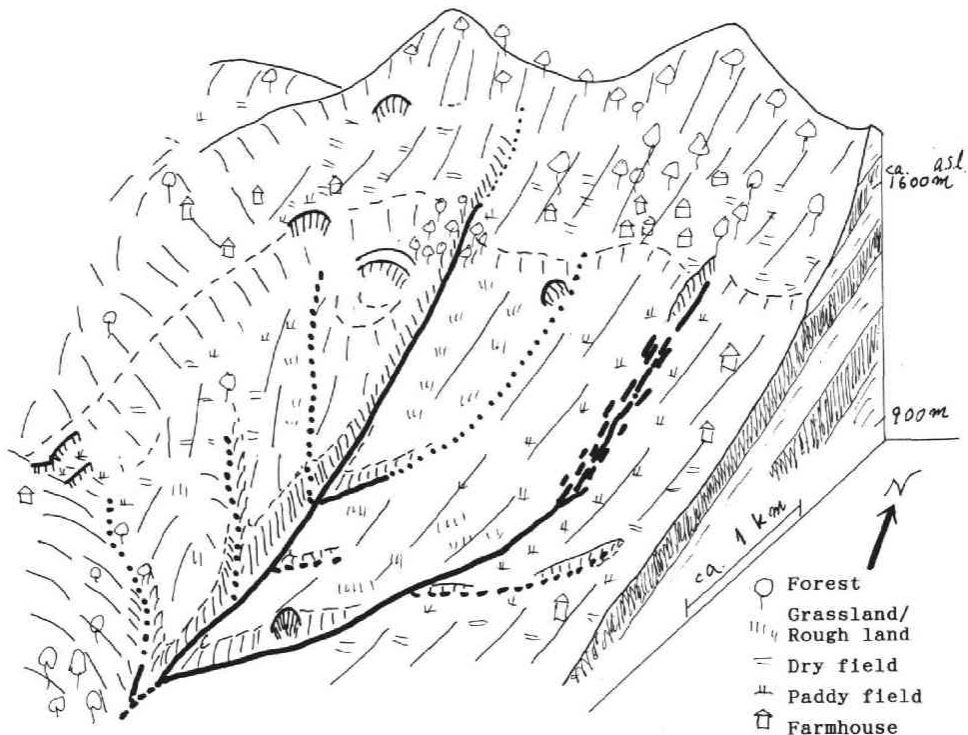 ca. a.s.l.
1600m
900m
N
1 km
ca.
Forest
Grassland/
Rough land
Dry field
Paddy field
Farmhouse